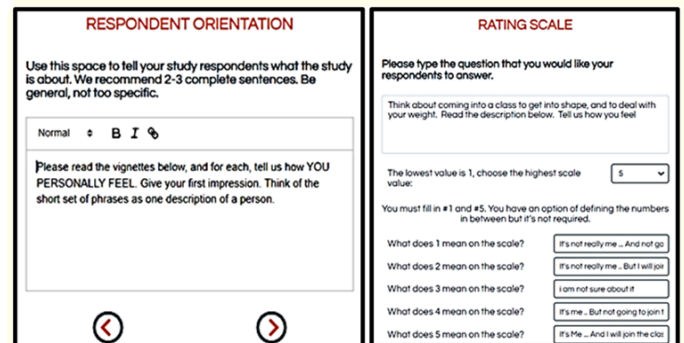 RESPONDENT ORIENTATION
Use this space to tell your study respondents what the study
is about. We recommend 2-3 complete sentences. Be
general, not too specific.
Normal B I
Please read the vignettes below, and for each, tell us how YOU
PERSONALLY FEEL. Give your first impression. Think of the
short set of phrases as one description of a person.
RATING SCALE
Please type the question that you would like your
respondents to answer.
Think about coming into a class to get into shape, and to deal with
your weight. Read the description below. Tell us how you feel
The lowest value is 1, choose the highest scale
value:
5
You must fill in #1 and #5. You have an option of defining the numbers
in between but it's not required.
What does 1 mean on the scale? It's not really me ... And not go
What does 2 mean on the scale? It's not really me .. But I will joir
What does 3 mean on the scale? i am not sure about it
What does 4 mean on the scale? It's me .. But not going to join t
What does 5 mean on the scale? It's Me ... And I will join the clas